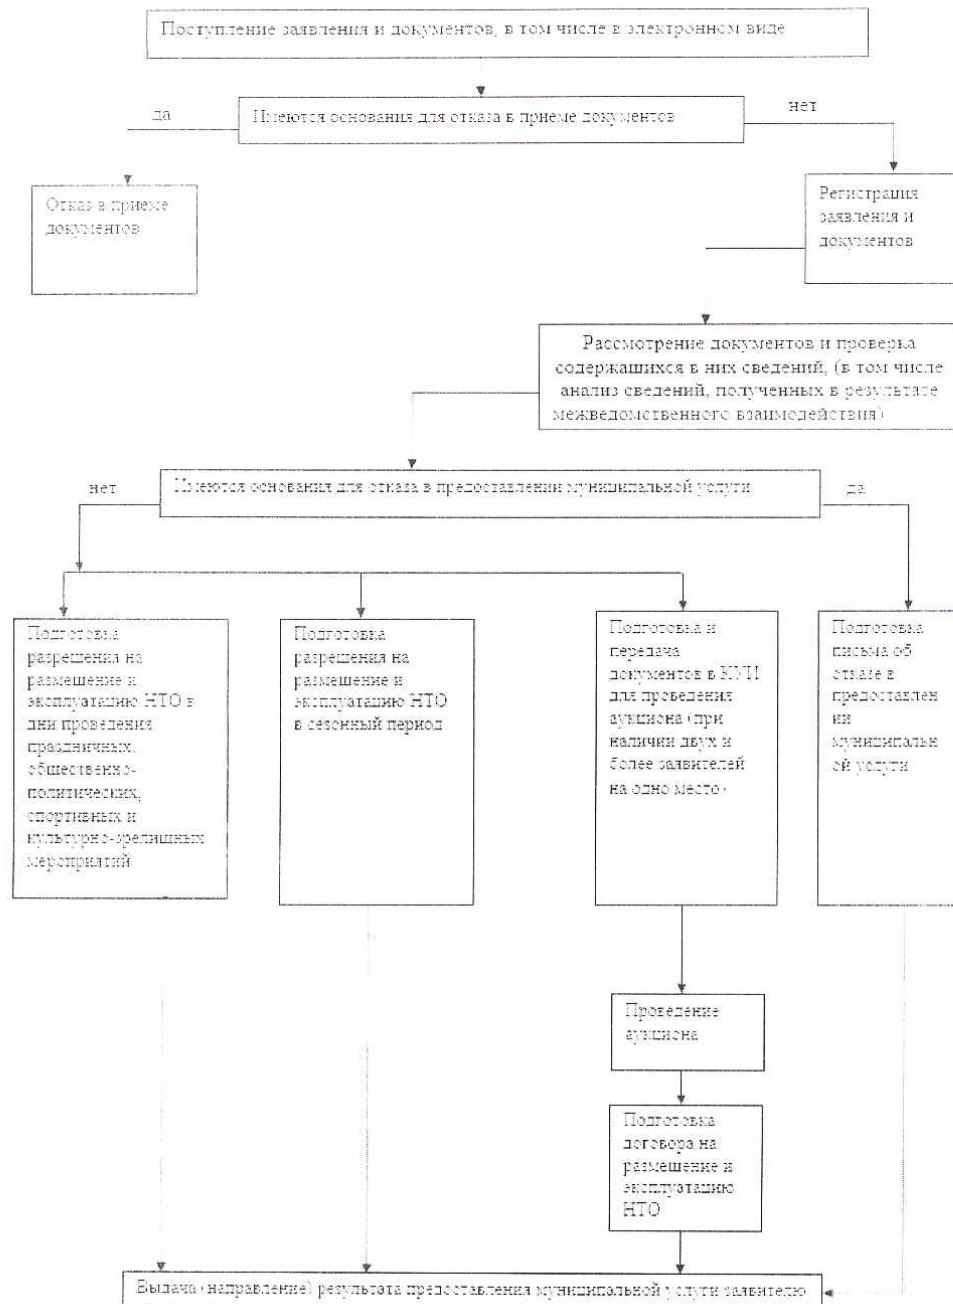 Поступление заявления и документов, в том числе в электронном виде
да
Имеются основания для отказа в приеме документов
нет
Отказ в приеме
документов
Регистрация
заявления и
документов
Рассмотрение документов и проверка
содержащихся в них сведений, (в том числе
анализ сведений, полученных в результате
межведомственного взаимодействия)
нет
Имеются основания для отказа в предоставлении муниципальной услуги
да
Подготовка
разрешения на
размещение и
эксплуатацию НТО в
дни проведения
праздничных,
общественно-
политических,
спортивных и
культурно-зрелищных
мероприятий
Подготовка
разрешения на
размещение и
эксплуатацию НТО
в сезонный период
Подготовка и
передача
документов в КУИ
для проведения
аукциона (при
наличии двух и
более заявителей
на одно место)
Подготовка
письма об
отказе в
предоставлен
ии
муниципальн
ой услуги
Проведение
аукциона
Подготовка
договора на
размещение и
эксплуатацию
НТО
Выдача (направление) результата предоставления муниципальной услуги заявителю